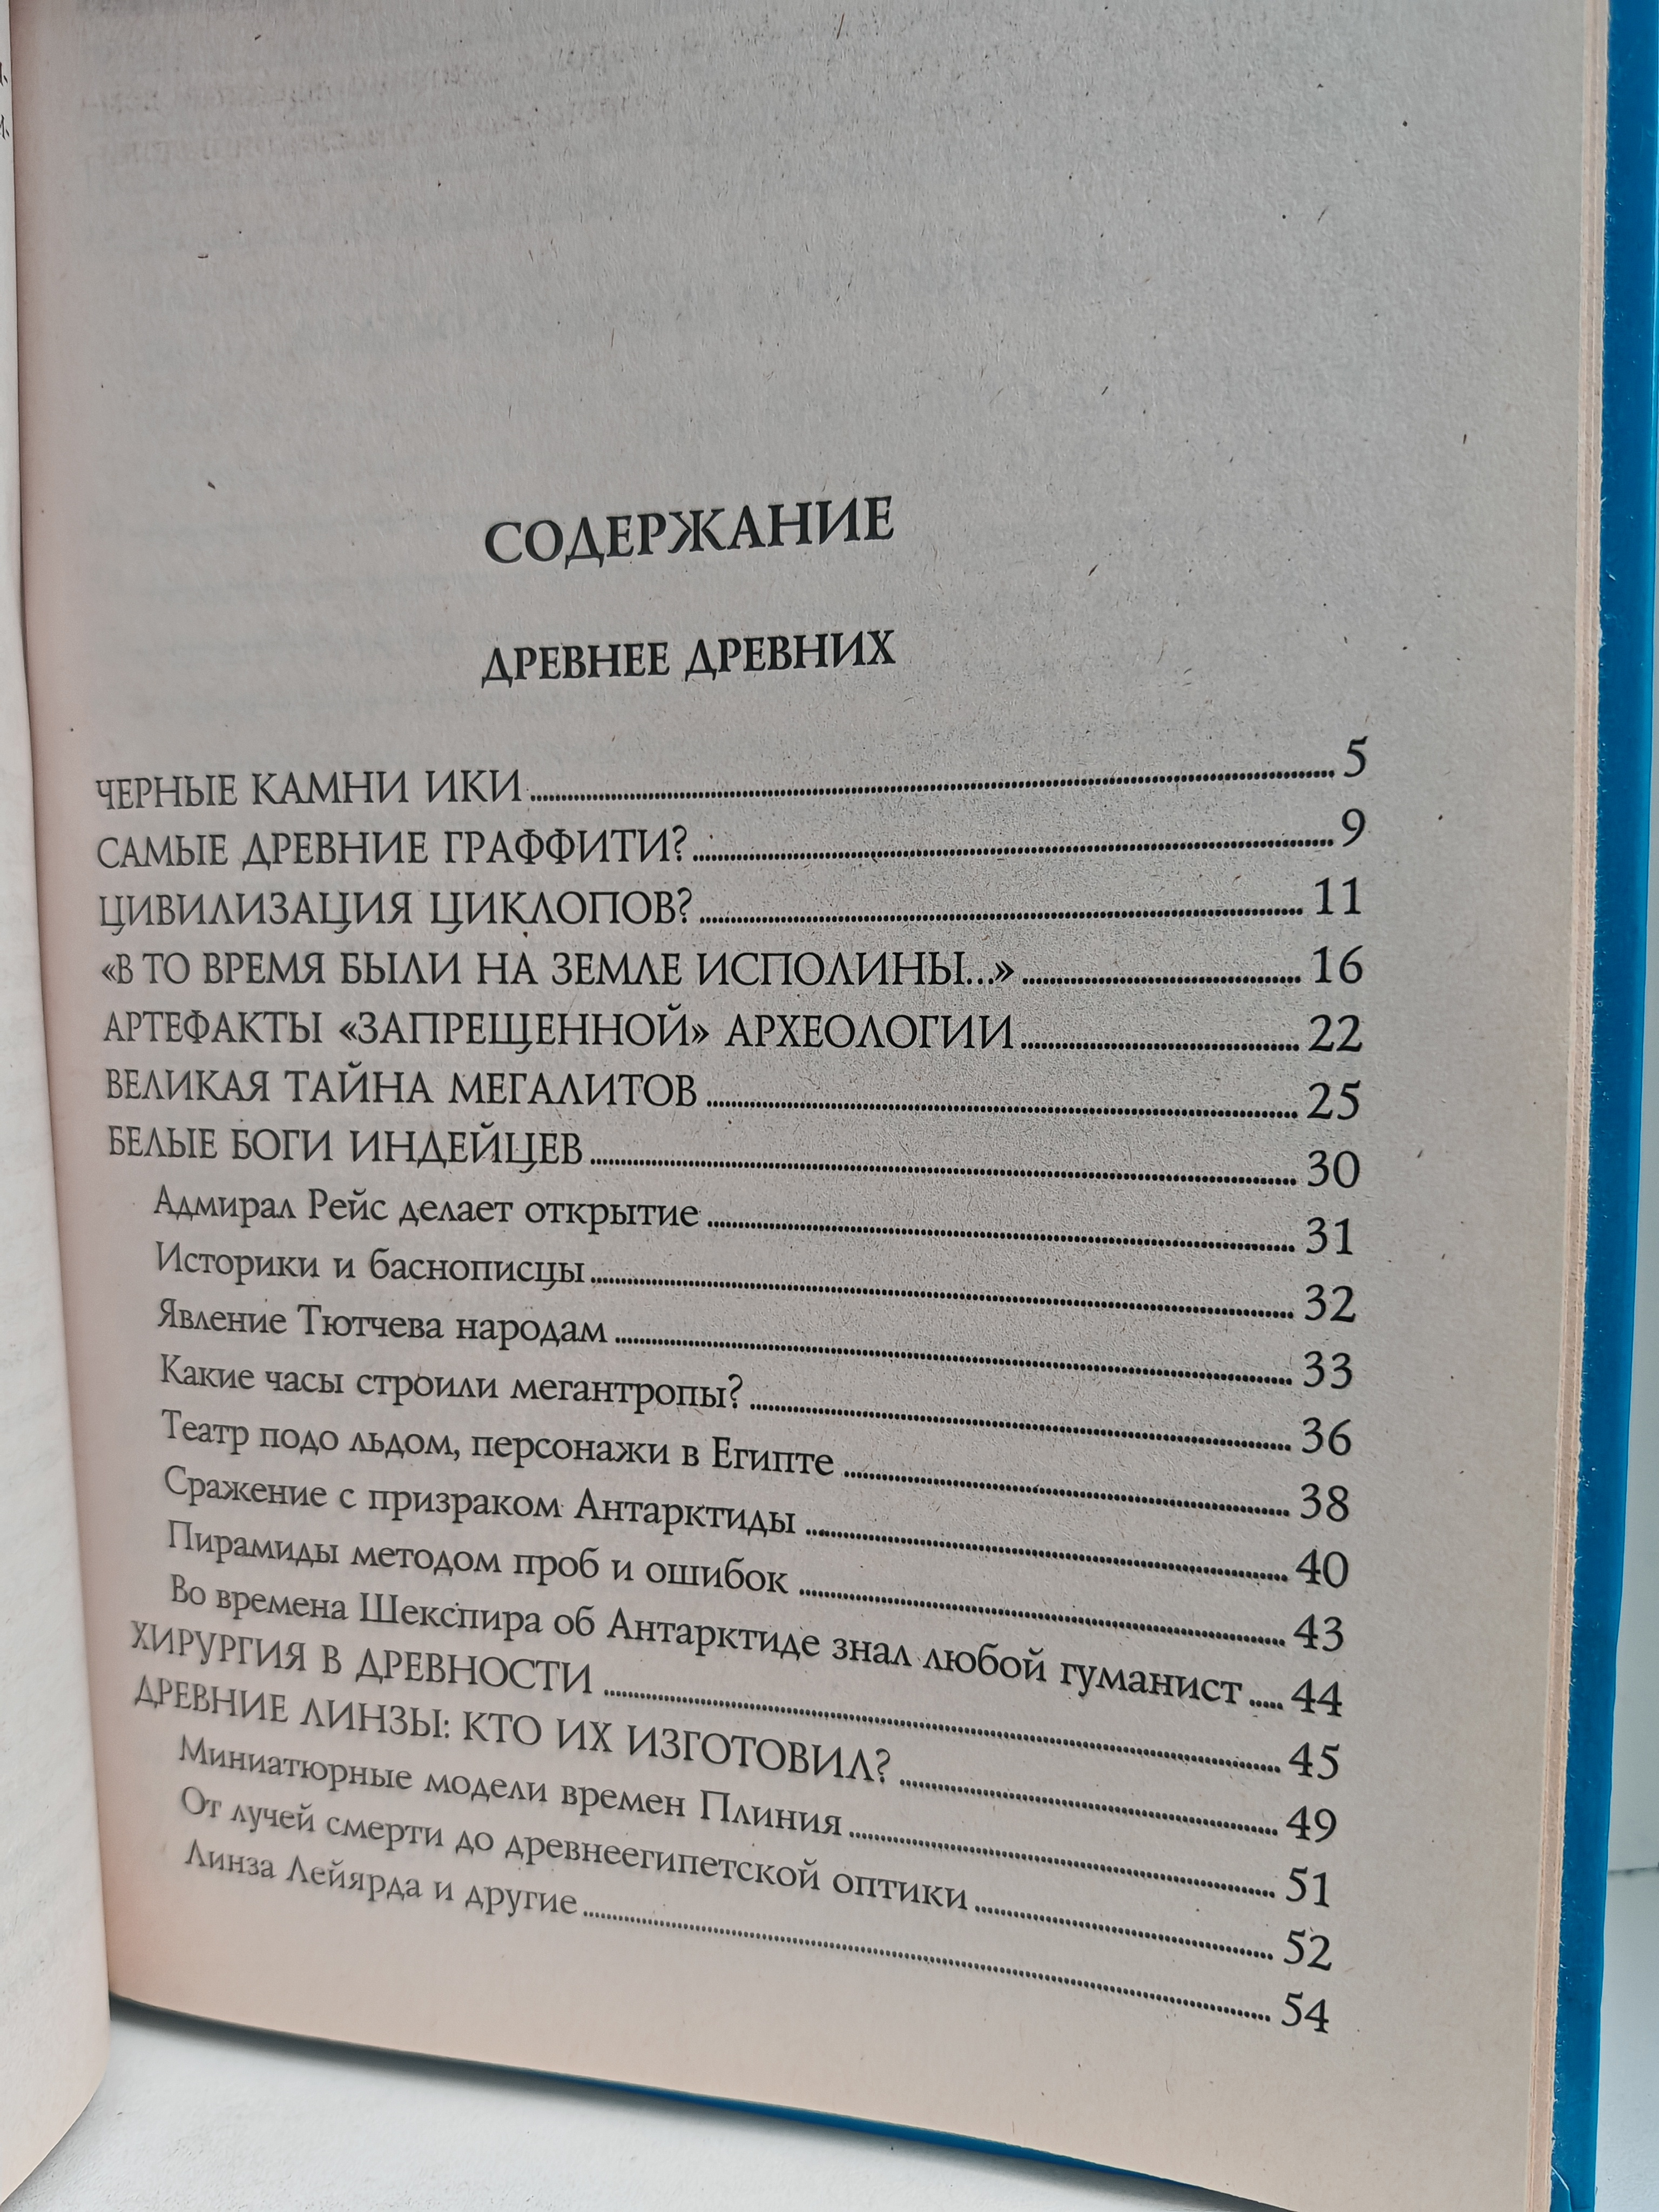 СОДЕРЖАНИЕ
ДРЕВНЕЕ ДРЕВНИХ
ЧЕРНЫЕ КАМНИ ИКИ 5
САМЫЕ ДРЕВНИЕ ГРАФФИТИ? 9
ЦИВИЛИЗАЦИЯ ЦИКЛОПОВ? 11
«В ТО ВРЕМЯ БЫЛИ НА ЗЕМЛЕ ИСПОЛИНЫ...» 16
АРТЕФАКТЫ «ЗАПРЕЩЕННОЙ» АРХЕОЛОГИИ 22
ВЕЛИКАЯ ТАЙНА МЕГАЛИТОВ 25
БЕЛЫЕ БОГИ ИНДЕЙЦЕВ 30
Адмирал Рейс делает открытие 31
Историки и баснописцы 32
Явление Тютчева народам 33
Какие часы строили мегантропы? 36
Театр подо льдом, персонажи в Египте 38
Сражение с призраком Антарктиды 40
Пирамиды методом проб и ошибок 43
Во времена Шекспира об Антарктиде знал любой гуманист 44
ХИРУРГИЯ В ДРЕВНОСТИ 45
ДРЕВНИЕ ЛИНЗЫ: КТО ИХ ИЗГОТОВИЛ? 49
Миниатюрные модели времен Плиния 51
От лучей смерти до древнеегипетской оптики 52
Линза Лейярда и другие 54